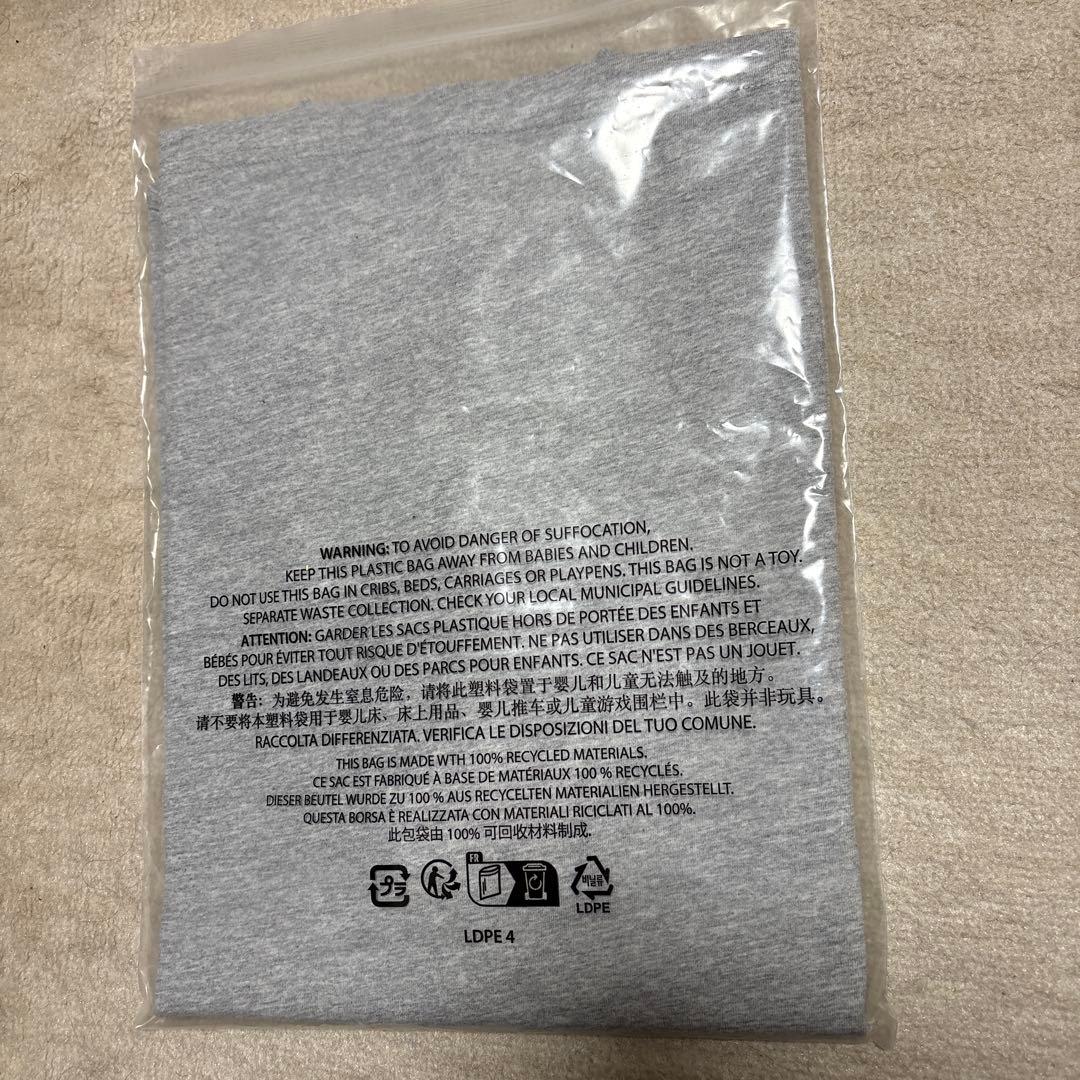 WARNING: TO AVOID DANGER OF SUFFOCATION,
KEEP THIS PLASTIC BAG AWAY FROM BABIES AND CHILDREN.
DO NOT USE THIS BAG IN CRIBS, BEDS, CARRIAGES OR PLAYPENS. THIS BAG IS NOT A TOY.
SEPARATE WASTE COLLECTION. CHECK YOUR LOCAL MUNICIPAL GUIDELINES.
ATTENTION: GARDER LES SACS PLASTIQUE HORS DE PORTÉE DES ENFANTS ET
BÉBÉS POUR ÉVITER TOUT RISQUE D'ÉTOUFFEMENT. NE PAS UTILISER DANS DES BERCEAUX,
DES LITS, DES LANDEAUX OU DES PARCS POUR ENFANTS. CE SAC N'EST PAS UN JOUET.
警告：为避免发生窒息危险，请将此塑料袋置于婴儿和儿童无法触及的地方。
请不要将本塑料袋用于婴儿床、床上用品、婴儿推车或儿童游戏围栏中。此袋并非玩具。
RACCOLTA DIFFERENZIATA. VERIFICA LE DISPOSIZIONI DEL TUO COMUNE.
THIS BAG IS MADE WTH 100% RECYCLED MATERIALS.
CE SAC EST FABRIQUÉ À BASE DE MATÉRIAUX 100 % RECYCLÉS.
DIESER BEUTEL WURDE ZU 100 % AUS RECYCELTEN MATERIALIEN HERGESTELLT.
QUESTA BORSA È REALIZZATA CON MATERIALI RICICLATI AL 100%.
此包袋由 100% 可回收材料制成.
プラ
FR
비닐류
LDPE
LDPE 4